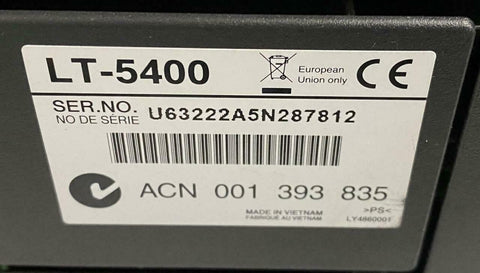 LT-5400
European
Union only
CE
SER.NO.
NO DE SÉRIE
U63222A5N287812
ACN 001 393 835
MADE IN VIETNAM
FABRIQUÉ AU VIETNAM
>PS<
LY4860001